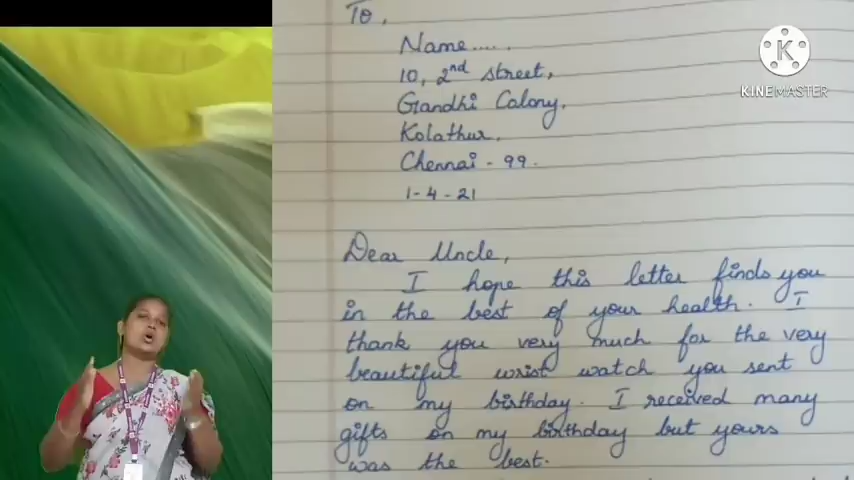 To,
Name.....
10, 2nd street,
Gandhi Calony,
Kolathur,
Chennai - 99.
1-4-21
Dear Uncle,
I hope this letter finds you
in the best of your health. I
thank you very much for the very
beautiful wrist watch you sent
on my birthday. I received many
gifts on my birthday but yours
was the best.
K
KINEMASTER